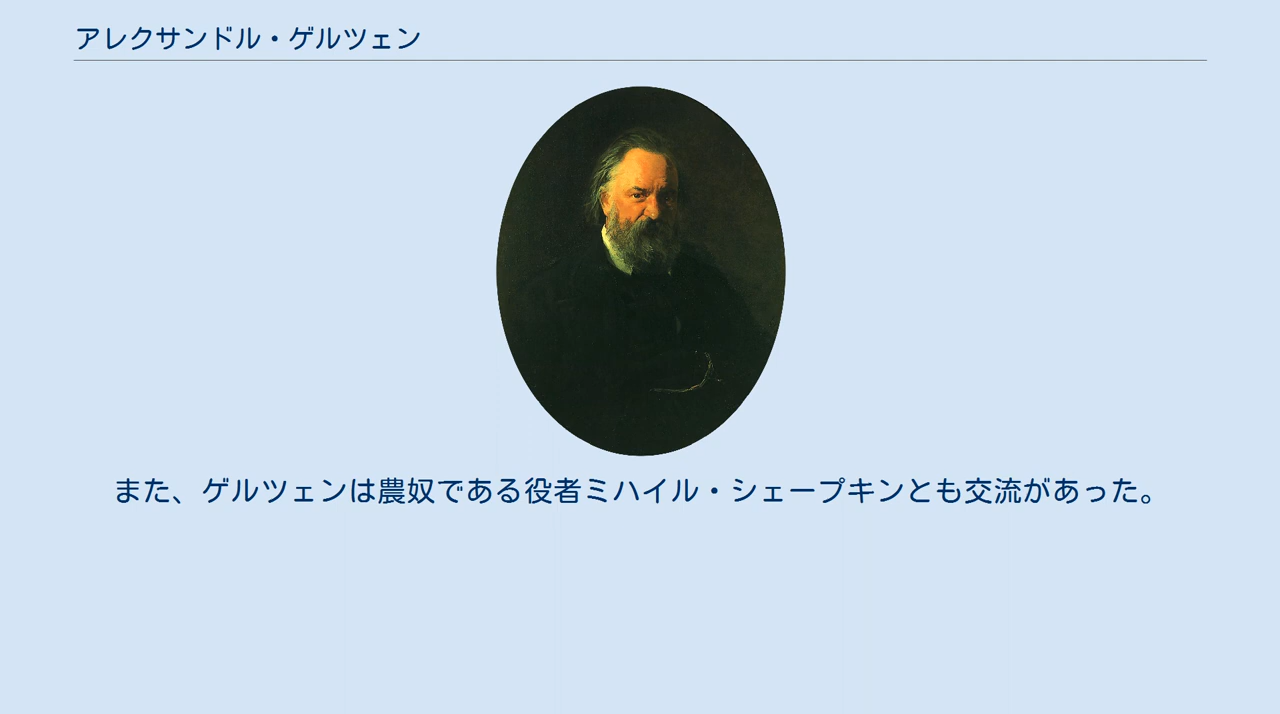 アレクサンドル・ゲルツェン
また、ゲルツェンは農奴である役者ミハイル・シェープキンとも交流があった。